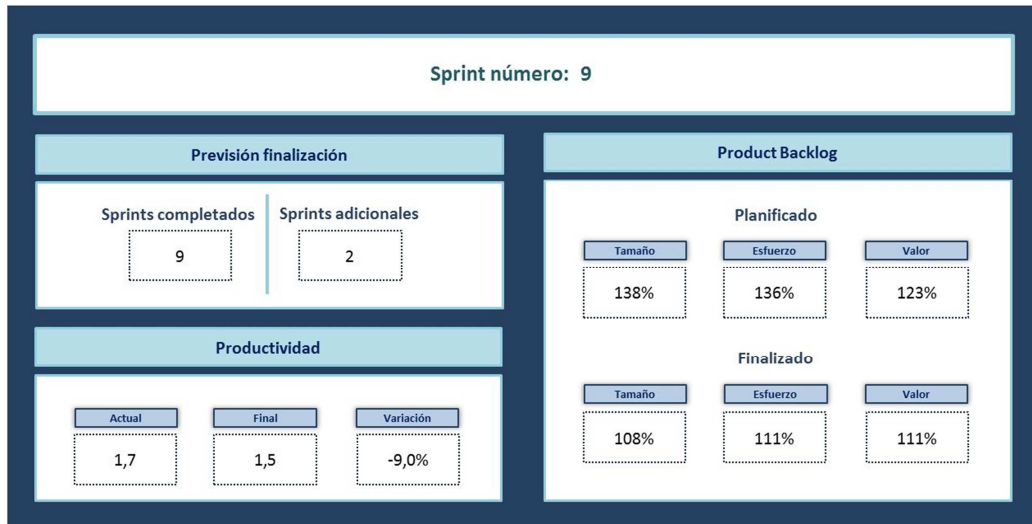 Sprint número: 9
Previsión finalización
Sprints completados Sprints adicionales
9 2
Productividad
Actual Final Variación
1,7 1,5 -9,0%
Product Backlog
Planificado
Tamaño Esfuerzo Valor
138% 136% 123%
Finalizado
Tamaño Esfuerzo Valor
108% 111% 111%